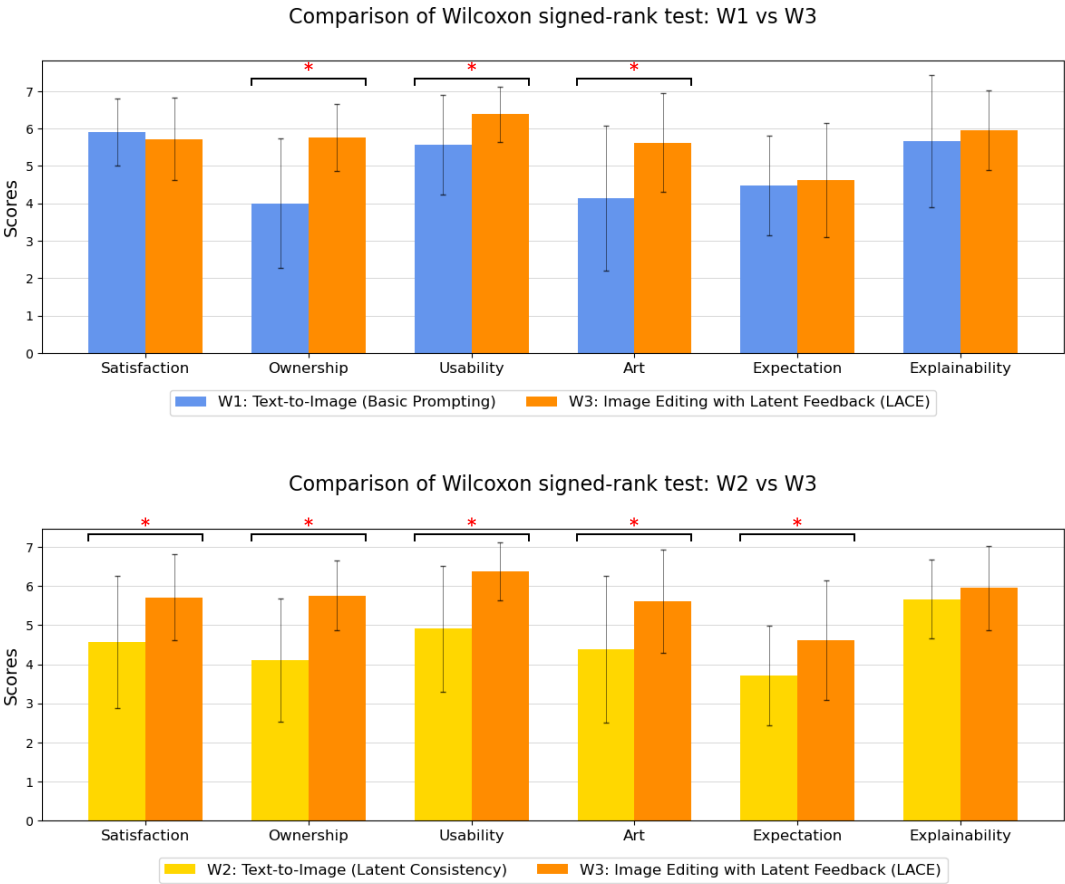 Comparison of Wilcoxon signed-rank test: W1 vs W3
* * *
7
6
5
4
3
2
1
0
Scores
Satisfaction Ownership Usability Art Expectation Explainability
W1: Text-to-Image (Basic Prompting) W3: Image Editing with Latent Feedback (LACE)
Comparison of Wilcoxon signed-rank test: W2 vs W3
* * * * *
7
6
5
4
3
2
1
0
Scores
Satisfaction Ownership Usability Art Expectation Explainability
W2: Text-to-Image (Latent Consistency) W3: Image Editing with Latent Feedback (LACE)